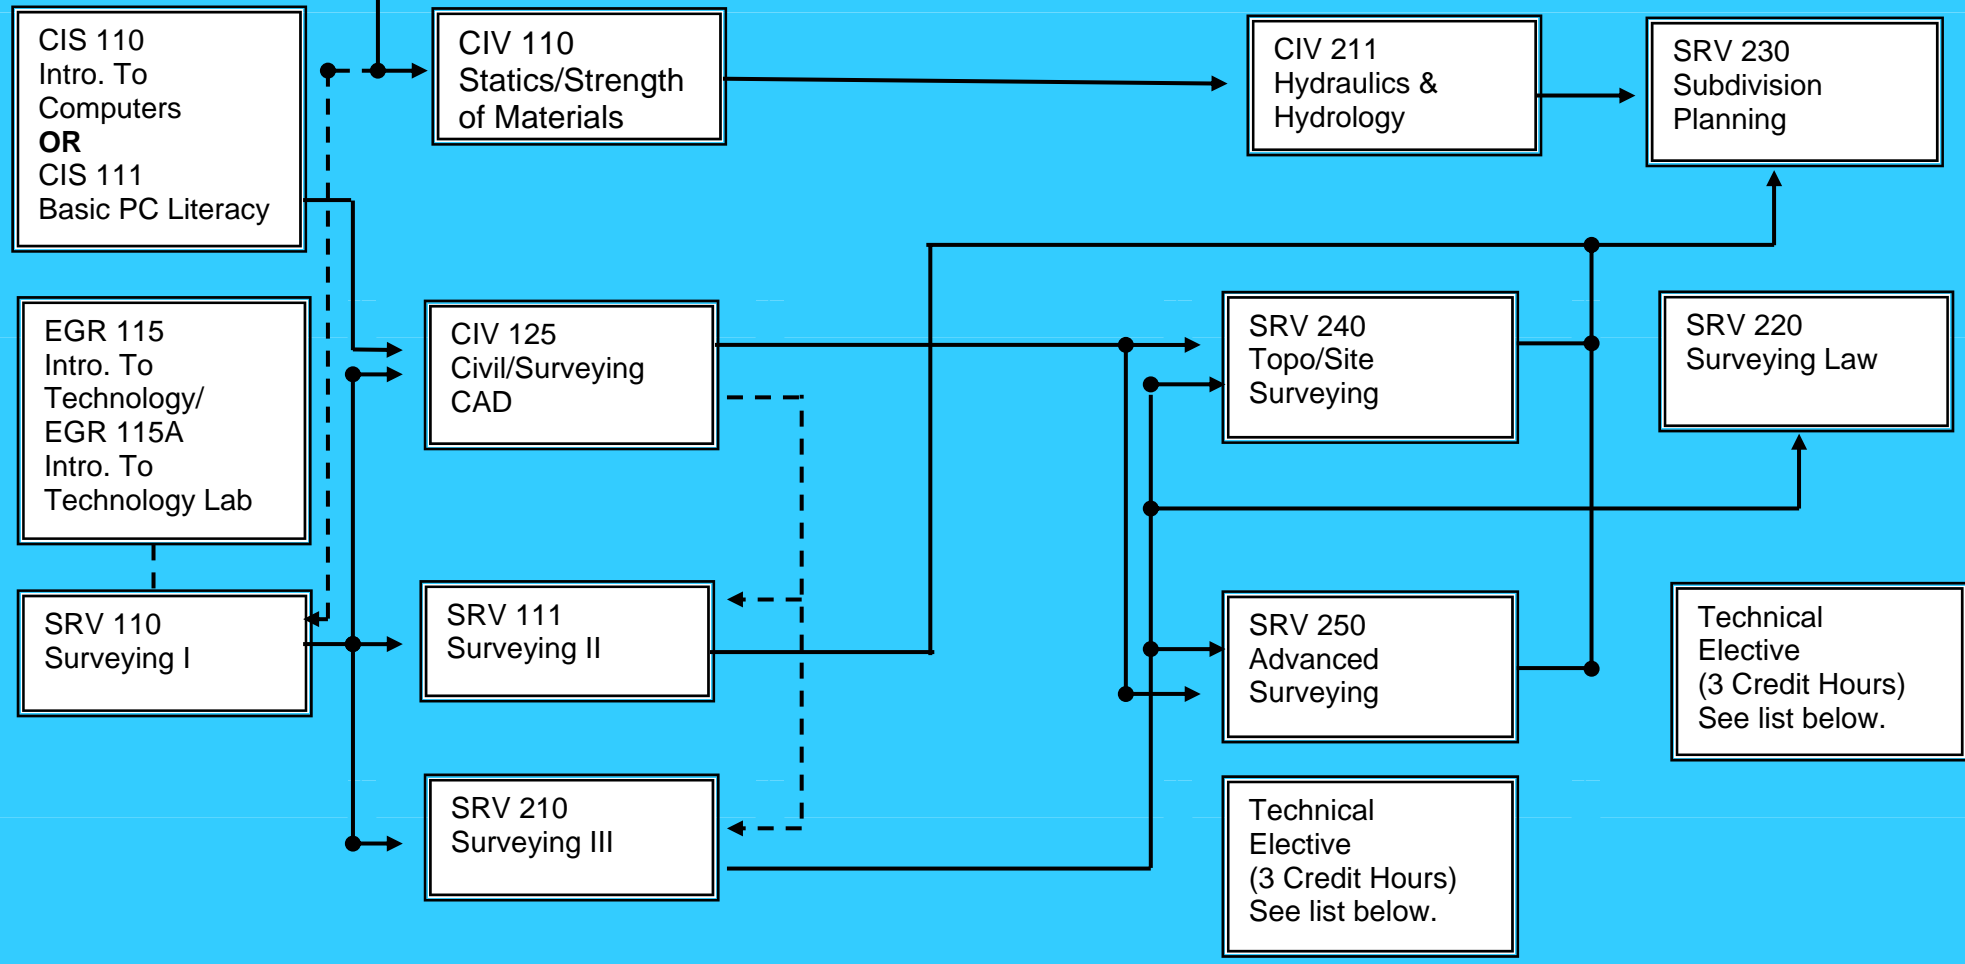 CIS 110
Intro. To
Computers
OR
CIS 111
Basic PC Literacy
CIV 110
Statics/Strength
of Materials
CIV 211
Hydraulics &
Hydrology
SRV 230
Subdivision
Planning
EGR 115
Intro. To
Technology/
EGR 115A
Intro. To
Technology Lab
CIV 125
Civil/Surveying
CAD
SRV 240
Topo/Site
Surveying
SRV 220
Surveying Law
SRV 110
Surveying I
SRV 111
Surveying II
SRV 250
Advanced
Surveying
Technical
Elective
(3 Credit Hours)
See list below.
SRV 210
Surveying III
Technical
Elective
(3 Credit Hours)
See list below.